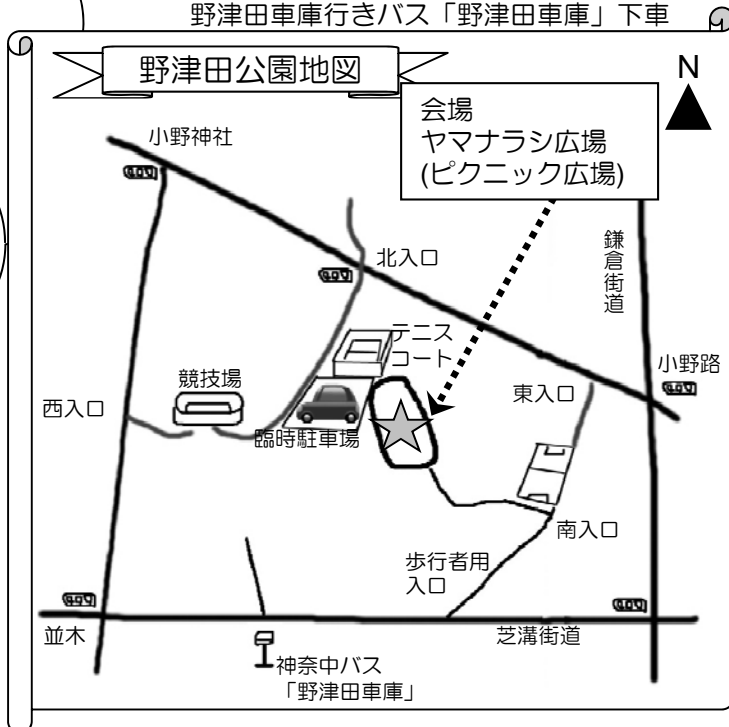 野津田車庫行きバス「野津田車庫」下車
野津田公園地図
N
会場
ヤマナラシ広場
(ピクニック広場)
小野神社
北入口
鎌倉街道
テニス
コート
小野路
競技場
東入口
西入口
臨時駐車場
南入口
歩行者用
入口
並木
芝溝街道
神奈中バス
「野津田車庫」